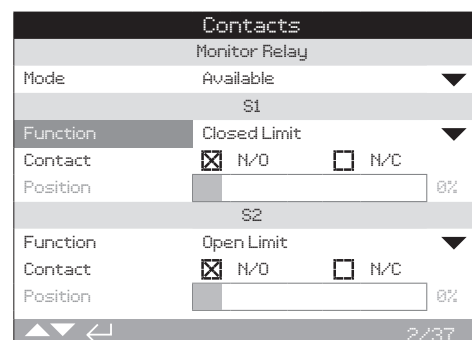 Contacts
Monitor Relay
Mode Available
S1
Function Closed Limit
Contact N/O N/C
Position 0%
S2
Function Open Limit
Contact N/O N/C
Position 0%
2/37